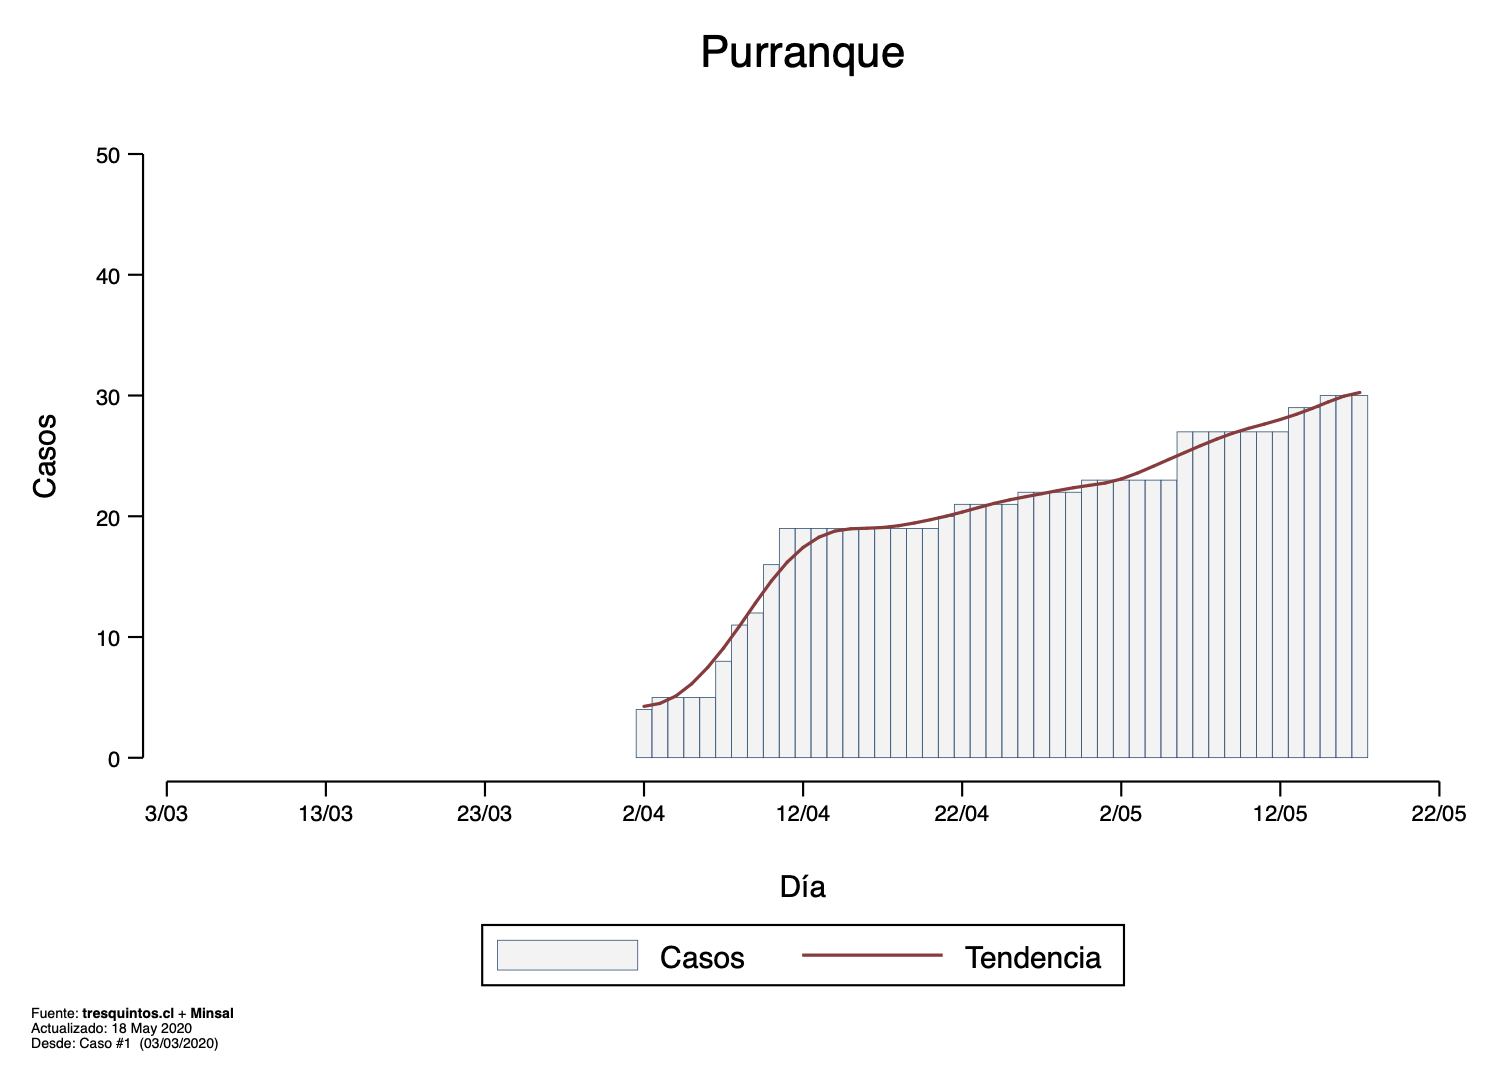 Purranque
50
40
30
20
10
0
Casos
3/03 13/03 23/03 2/04 12/04 22/04 2/05 12/05 22/05
Día
Casos Tendencia
Fuente: tresquintos.cl + Minsal
Actualizado: 18 May 2020
Desde: Caso #1 (03/03/2020)